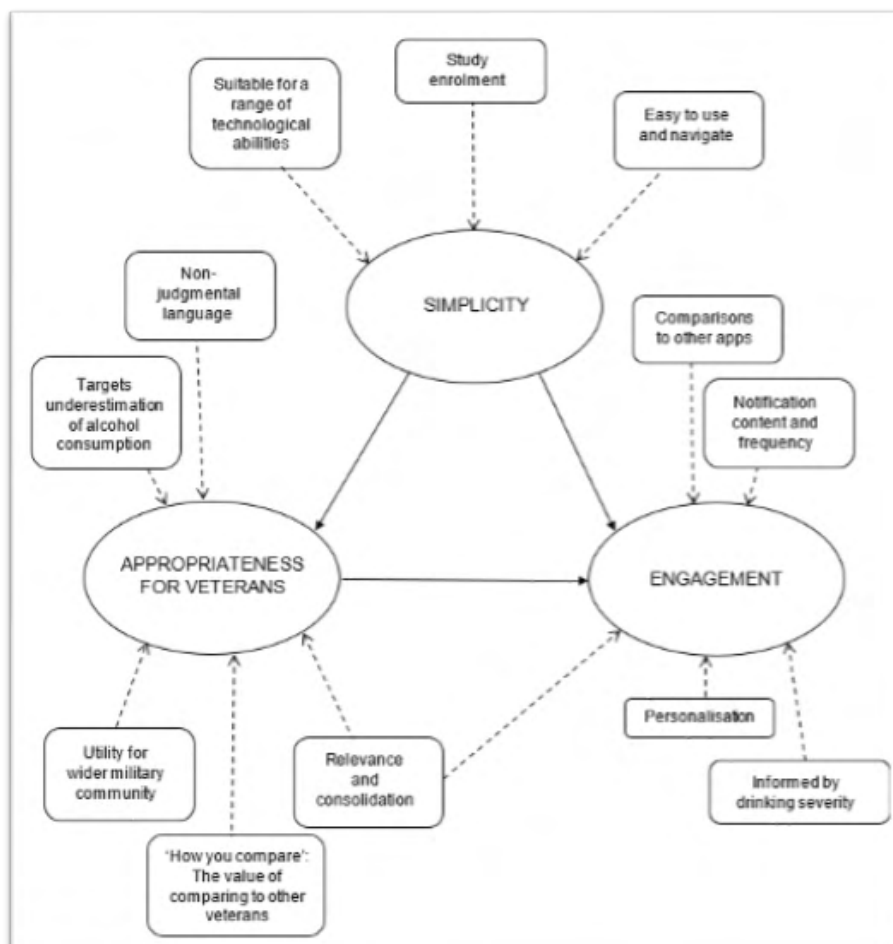 Study
enrolment
Suitable for a
range of
technological
abilities
Easy to use
and navigate
SIMPLICITY
Non-
judgmental
language
Comparisons
to other apps
Targets
underestimation
of alcohol
consumption
Notification
content and
frequency
APPROPRIATENESS
FOR VETERANS
ENGAGEMENT
Personalisation
Utility for
wider military
community
Relevance
and
consolidation
Informed by
drinking severity
'How you compare':
The value of
comparing to other
veterans